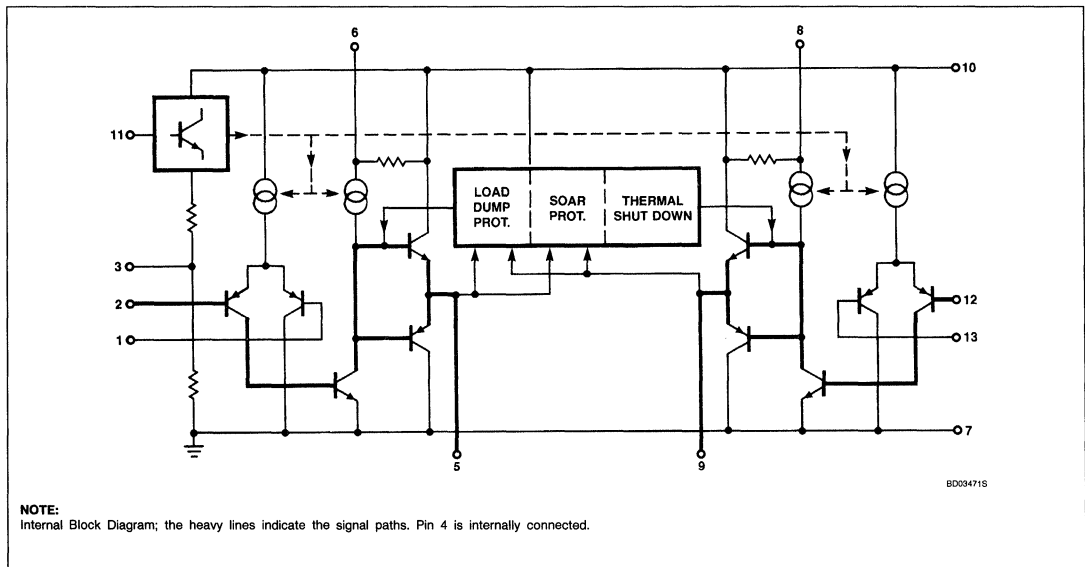 6
8
10
11
LOAD
DUMP
PROT.
SOAR
PROT.
THERMAL
SHUT DOWN
3
2
12
1
13
7
5
9
BD03471S
NOTE:
Internal Block Diagram; the heavy lines indicate the signal paths. Pin 4 is internally connected.